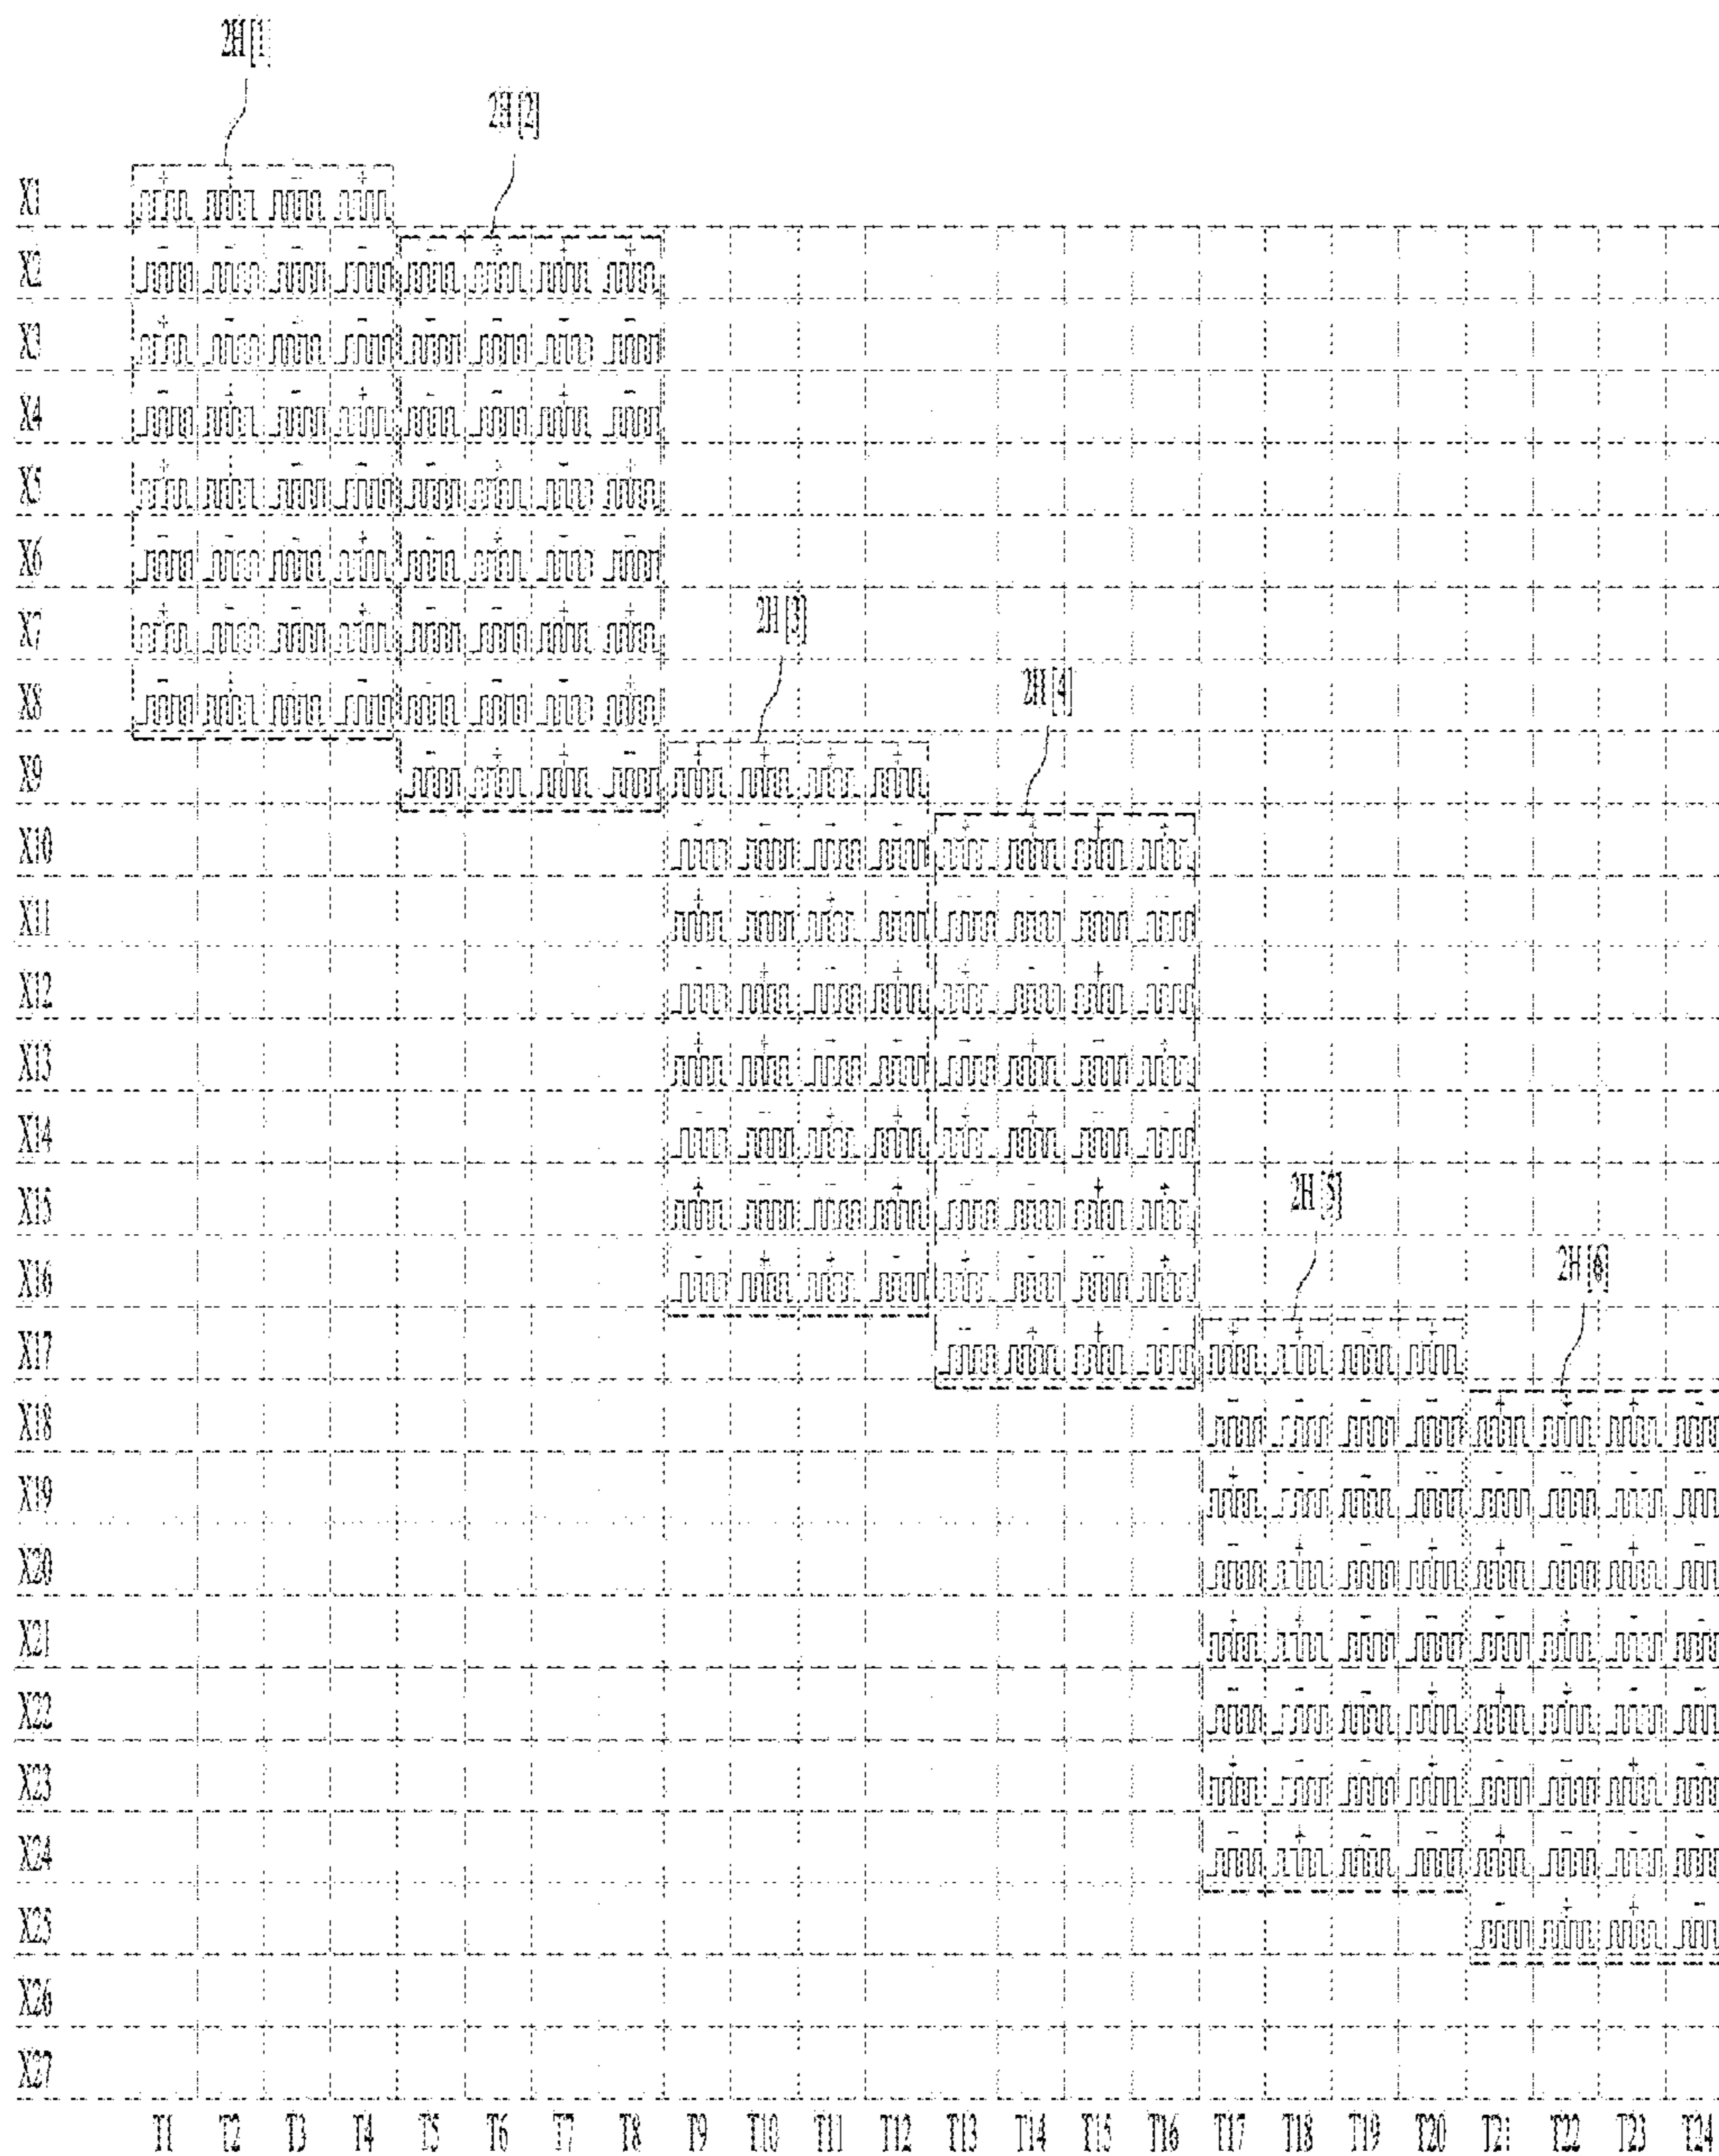 2H[1]
2H[2]
X1
X2
X3
X4
X5
X6
X7
2H[3]
X8
2H[4]
X9
X10
X11
X12
X13
X14
X15
2H[5]
X16
2H[6]
X17
X18
X19
X20
X21
X22
X23
X24
X25
X26
X27
T1 T2 T3 T4 T5 T6 T7 T8 T9 T10 T11 T12 T13 T14 T15 T16 T17 T18 T19 T20 T21 T22 T23 T24